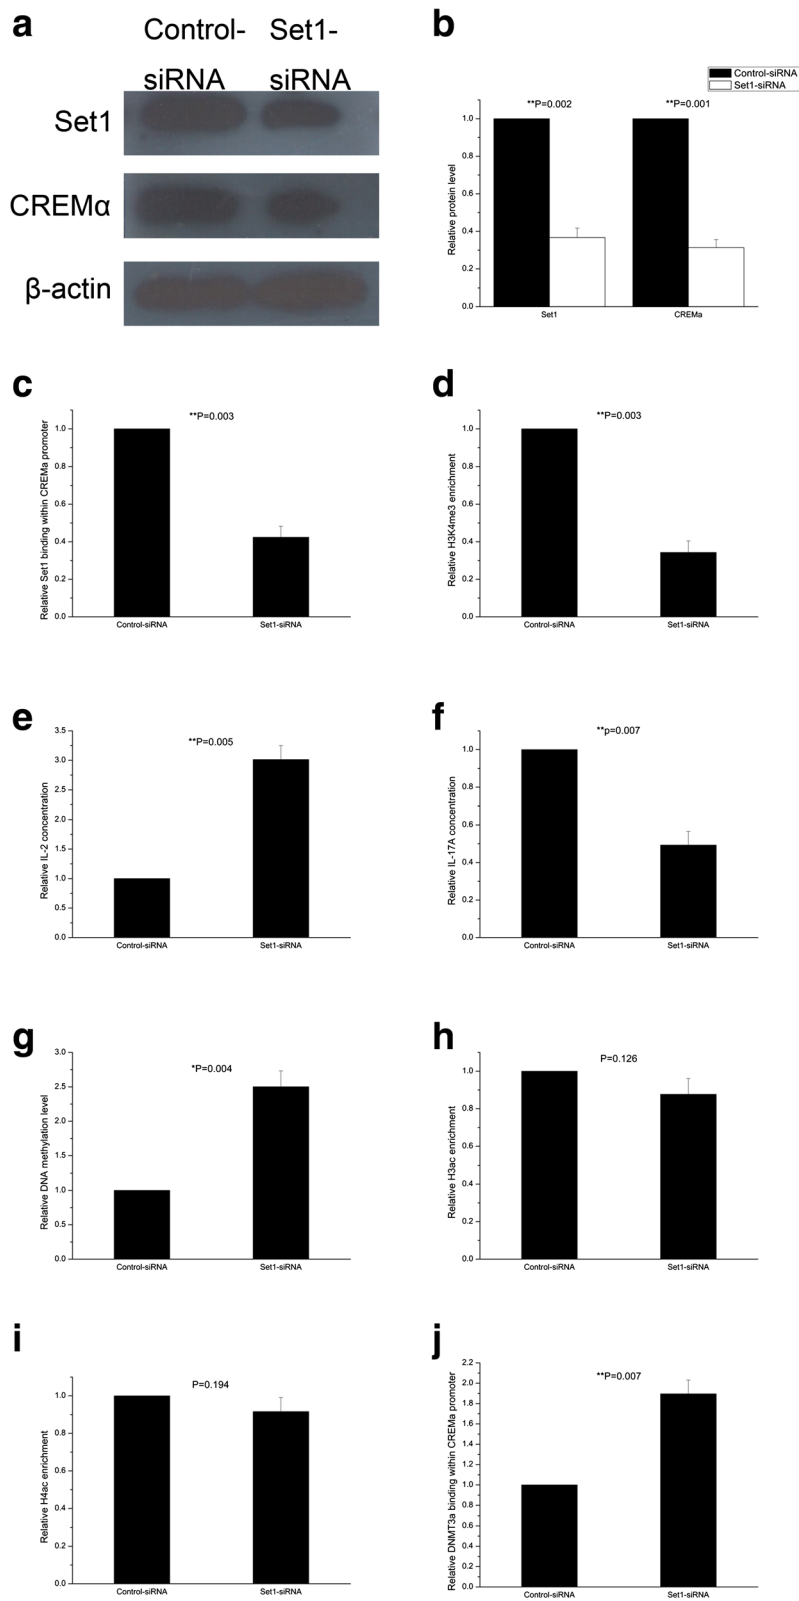 a
Control- Set1-
siRNA siRNA
Set1
CREMα
β-actin
b
Control-siRNA
Set1-siRNA
**P=0.002 **P=0.001
Relative protein level
1.0
0.8
0.6
0.4
0.2
0.0
Set1 CREMa
c
**P=0.003
Relative Set1 binding within CREMa promoter
1.0
0.8
0.6
0.4
0.2
0.0
Control-siRNA Set1-siRNA
d
**P=0.003
Relative H3K4me3 enrichment
1.0
0.8
0.6
0.4
0.2
0.0
Control-siRNA Set1-siRNA
e
**P=0.005
Relative IL-2 concentration
3.5
3.0
2.5
2.0
1.5
1.0
0.5
0.0
Control-siRNA Set1-siRNA
f
**p=0.007
Relative IL-17A concentration
1.0
0.8
0.6
0.4
0.2
0.0
Control-siRNA Set1-siRNA
g
*P=0.004
Relative DNA methylation level
3.0
2.5
2.0
1.5
1.0
0.5
0.0
Control-siRNA Set1-siRNA
h
P=0.126
Relative H3ac enrichment
1.0
0.8
0.6
0.4
0.2
0.0
Control-siRNA Set1-siRNA
i
P=0.194
Relative H4ac enrichment
1.0
0.8
0.6
0.4
0.2
0.0
Control-siRNA Set1-siRNA
j
**P=0.007
Relative DNMT3a binding within CREMa promoter
2.2
2.0
1.8
1.6
1.4
1.2
1.0
0.8
0.6
0.4
0.2
0.0
Control-siRNA Set1-siRNA